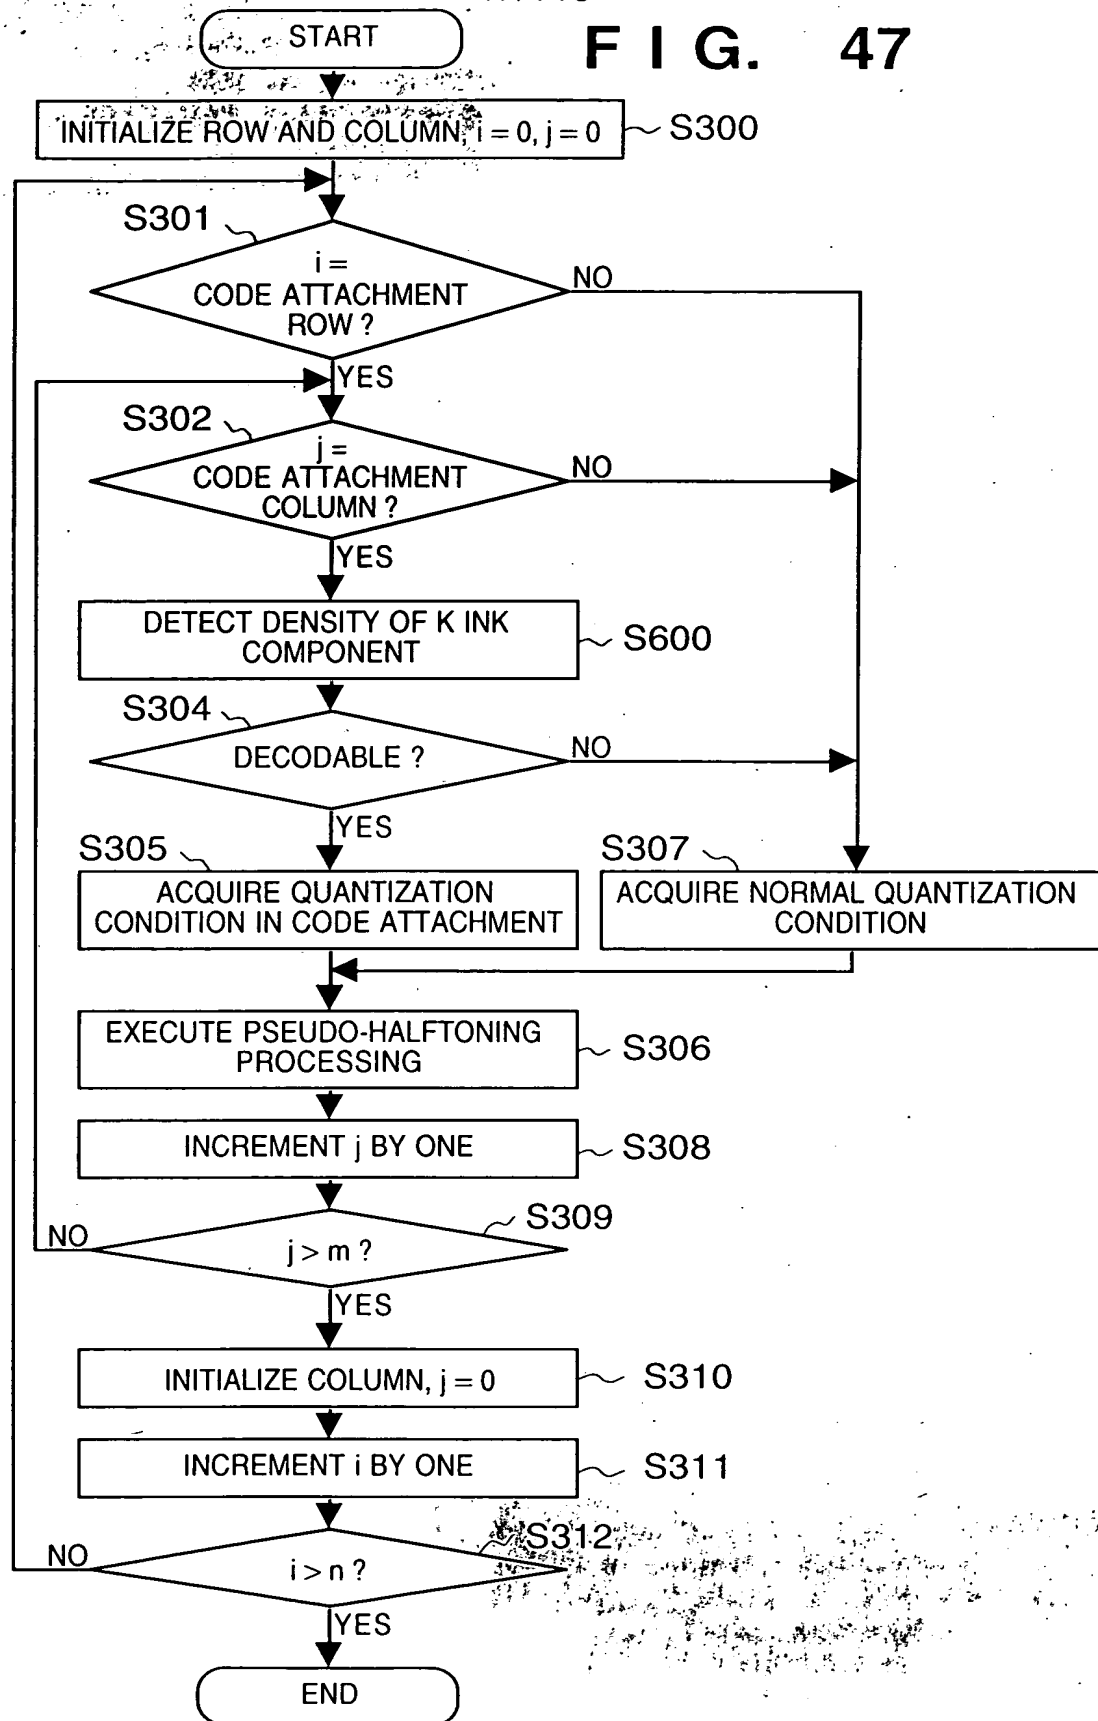 FIG. 47
START
INITIALIZE ROW AND COLUMN, i = 0, j = 0
S300
S301
i =
CODE ATTACHMENT
ROW ?
NO
YES
S302
j =
CODE ATTACHMENT
COLUMN ?
NO
YES
DETECT DENSITY OF K INK
COMPONENT
S600
S304
DECODABLE ?
NO
YES
S305
ACQUIRE QUANTIZATION
CONDITION IN CODE ATTACHMENT
S307
ACQUIRE NORMAL QUANTIZATION
CONDITION
EXECUTE PSEUDO-HALFTONING
PROCESSING
S306
INCREMENT j BY ONE
S308
S309
j > m ?
NO
YES
INITIALIZE COLUMN, j = 0
S310
INCREMENT i BY ONE
S311
S312
i > n ?
NO
YES
END